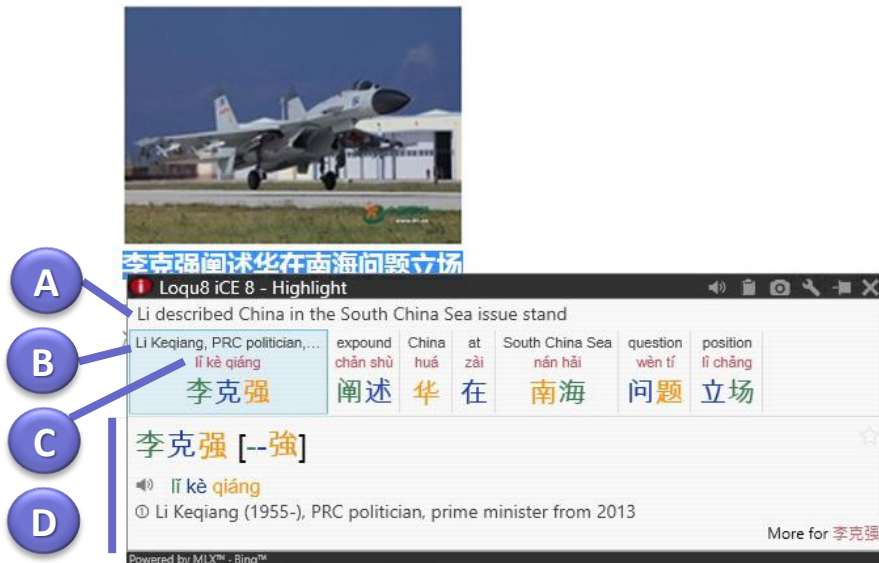 李克强阐述华在南海问题立场
A
Loqu8 iCE 8 - Highlight
Li described China in the South China Sea issue stand
B
Li Keqiang, PRC politician,... expound China at South China Sea question position
lǐ kè qiáng chǎn shù huá zài nán hǎi wèn tí lì chǎng
李克强 阐述 华 在 南海 问题 立场
C
李克强 [--強]
lǐ kè qiáng
D
① Li Keqiang (1955-), PRC politician, prime minister from 2013
More for 李克强
Powered by MLX™ - Bing™